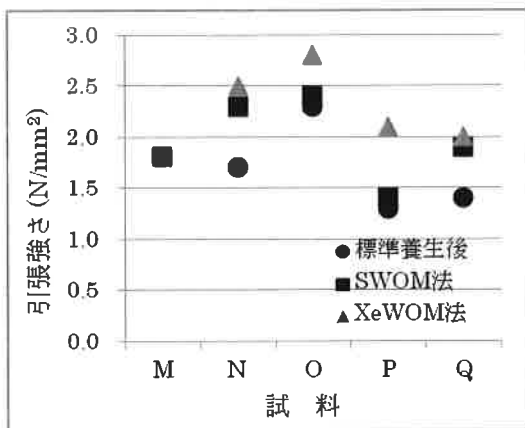 引張強さ (N/mm²)
3.0
2.5
2.0
1.5
1.0
0.5
0.0
●標準養生後
■SWOM法
▲XeWOM法
M N O P Q
試 料